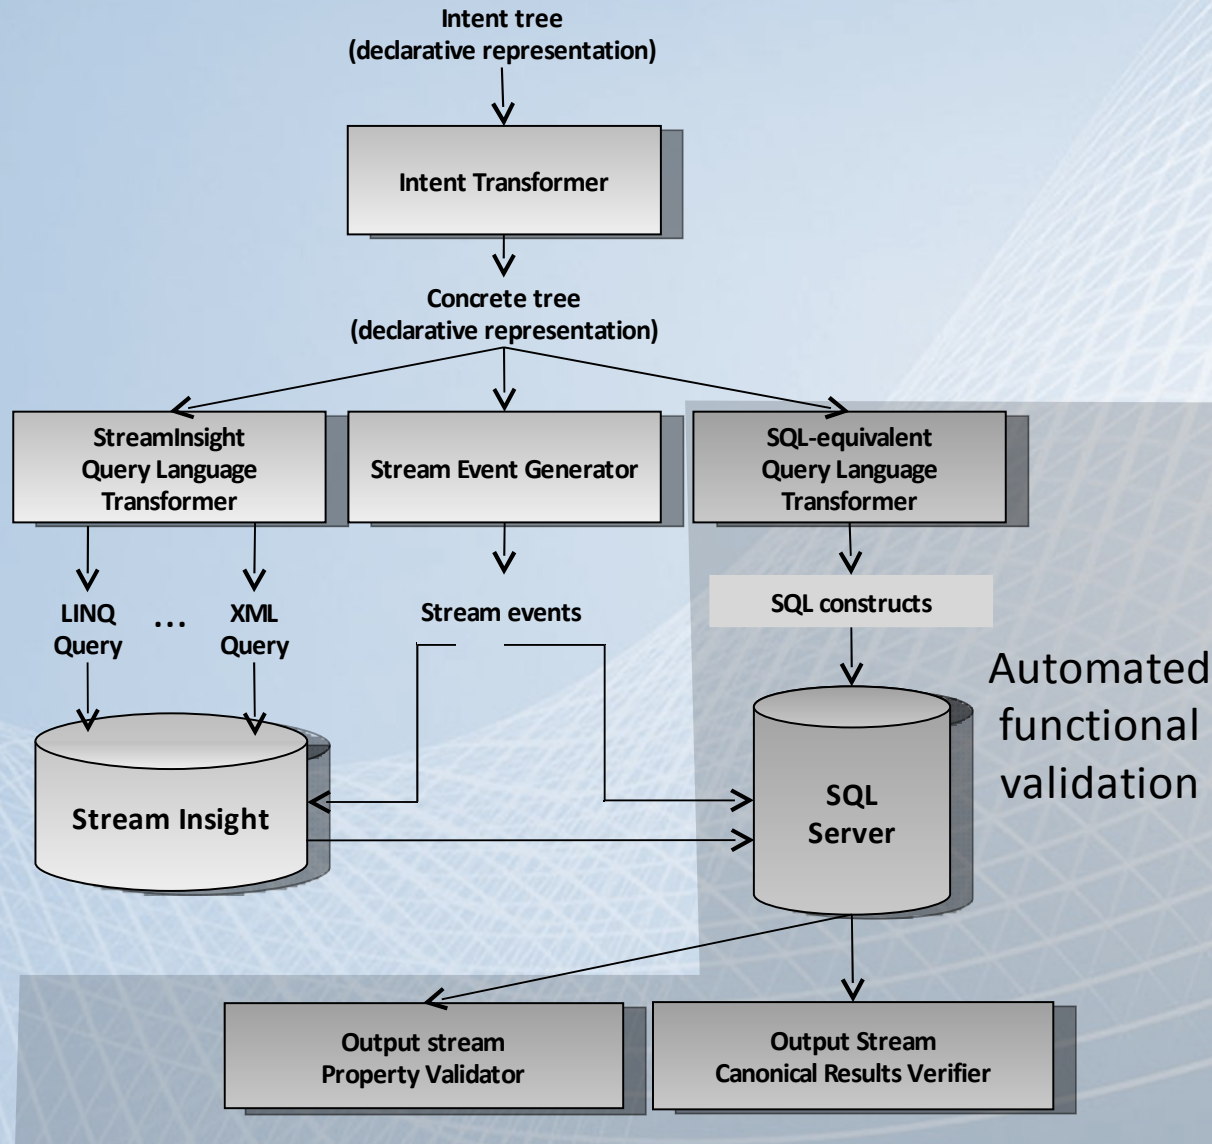 Intent tree
(declarative representation)
Intent Transformer
Concrete tree
(declarative representation)
StreamInsight
Query Language
Transformer
Stream Event Generator
SQL-equivalent
Query Language
Transformer
LINQ
Query
...
XML
Query
Stream events
SQL constructs
Automated
functional
validation
Stream Insight
SQL
Server
Output stream
Property Validator
Output Stream
Canonical Results Verifier